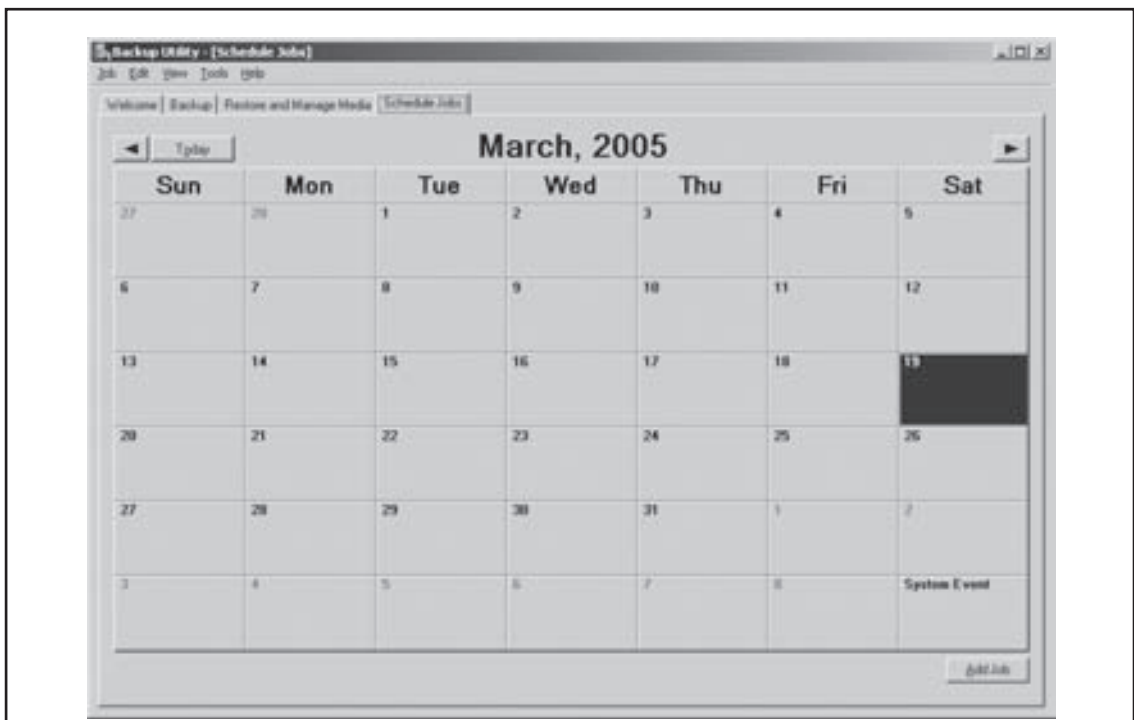 Backup Utility - [Schedule Jobs]
Job Edit View Tools Help
Welcome Backup Restore and Manage Media Schedule Jobs
Today March, 2005
Sun Mon Tue Wed Thu Fri Sat
27 28 1 2 3 4 5
6 7 8 9 10 11 12
13 14 15 16 17 18 19
20 21 22 23 24 25 26
27 28 29 30 31 1 2
3 4 5 6 7 8 System Event
Add Job